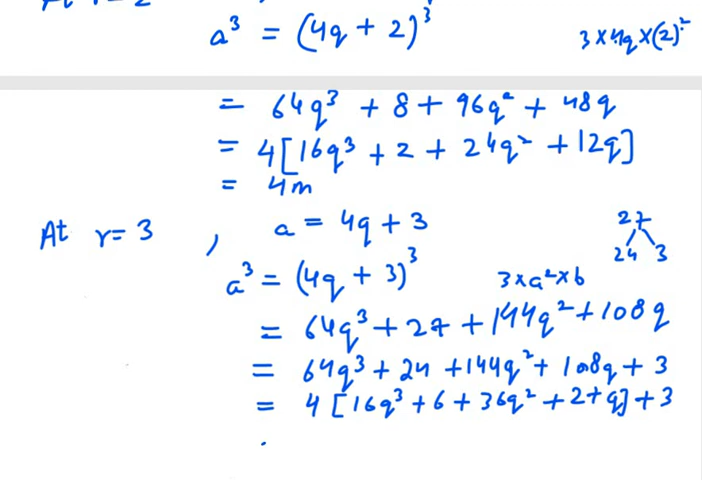 a³ = (4q + 2)³ 3×4q×(2)²
= 64q³ + 8 + 96q² + 48q
= 4[16q³ + 2 + 24q² + 12q]
= 4m
At r=3 , a = 4q + 3 27
24 3
a³ = (4q + 3)³ 3×a²×b
= 64q³ + 27 + 144q² + 108q
= 64q³ + 24 + 144q² + 108q + 3
= 4 [16q³ + 6 + 36q² + 27q] + 3